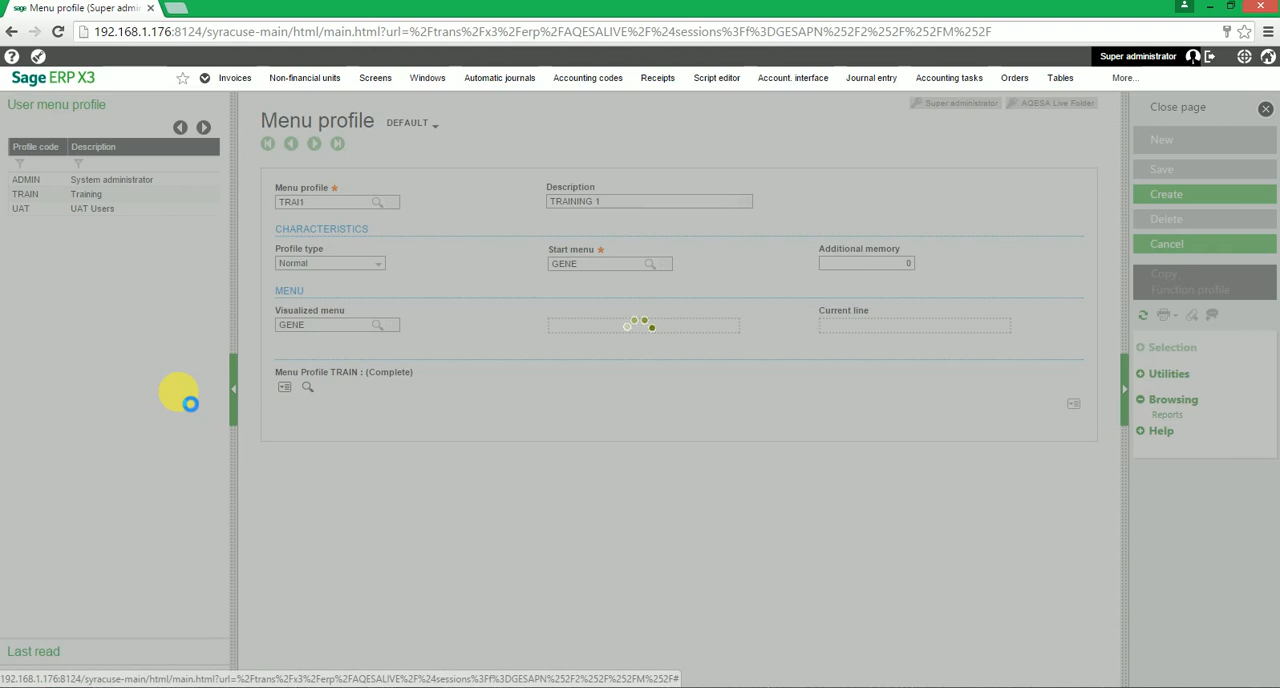 sage Menu profile (Super admin
192.168.1.176:8124/syracuse-main/html/main.html?url=%2Ftrans%2Fx3%2Ferp%2FAQESALIVE%2F%24sessions%3Ff%3DGESAPN%252F2%252F%252FM%252F
Super administrator
Sage ERP X3
Invoices Non-financial units Screens Windows Automatic journals Accounting codes Receipts Script editor Account. interface Journal entry Accounting tasks Orders Tables More...
User menu profile
Profile code Description
ADMIN System administrator
TRAIN Training
UAT UAT Users
Last read
Super administrator AQESA Live Folder
Menu profile DEFAULT
Menu profile * Description
TRAI1 TRAINING 1
CHARACTERISTICS
Profile type Start menu * Additional memory
Normal GENE 0
MENU
Visualized menu Current line
GENE
Menu Profile TRAIN : (Complete)
Close page
New
Save
Create
Delete
Cancel
Copy
Function profile
Selection
Utilities
Browsing
Reports
Help
192.168.1.176:8124/syracuse-main/html/main.html?url=%2Ftrans%2Fx3%2Ferp%2FAQESALIVE%2F%24sessions%3Ff%3DGESAPN%252F2%252F%252FM%252F#